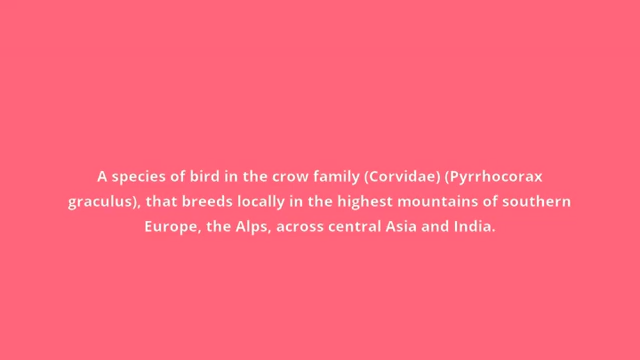 A species of bird in the crow family (Corvidae) (Pyrrhocorax
graculus), that breeds locally in the highest mountains of southern
Europe, the Alps, across central Asia and India.